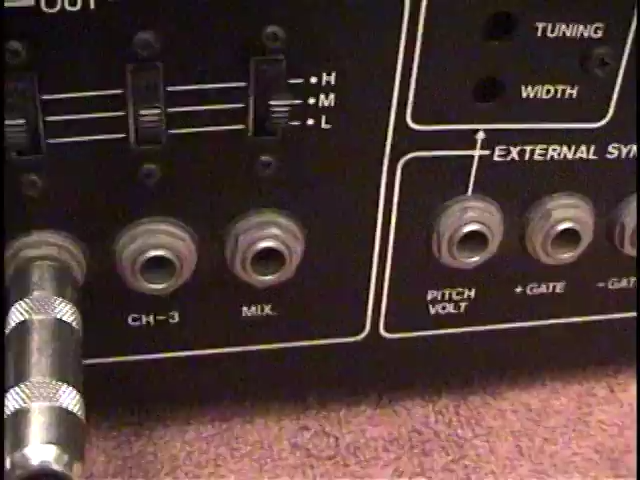 OUT
TUNING
H
M
L
WIDTH
EXTERNAL SYN
CH-3
MIX.
PITCH
VOLT
+GATE
-GAT